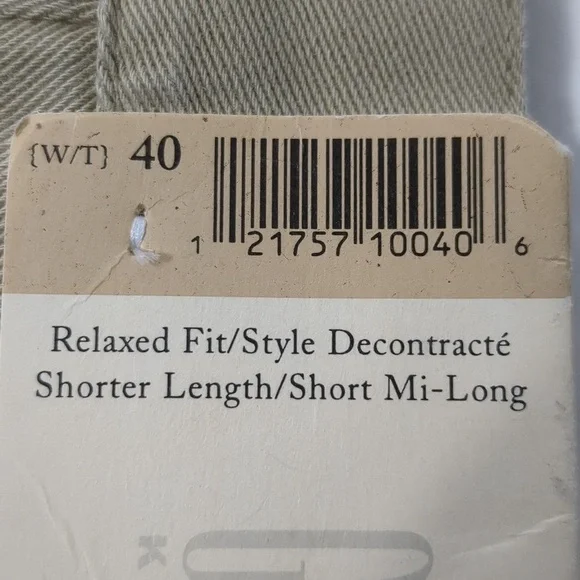 {W/T} 40
1 21757 10040 6
Relaxed Fit/Style Decontracté
Shorter Length/Short Mi-Long
K